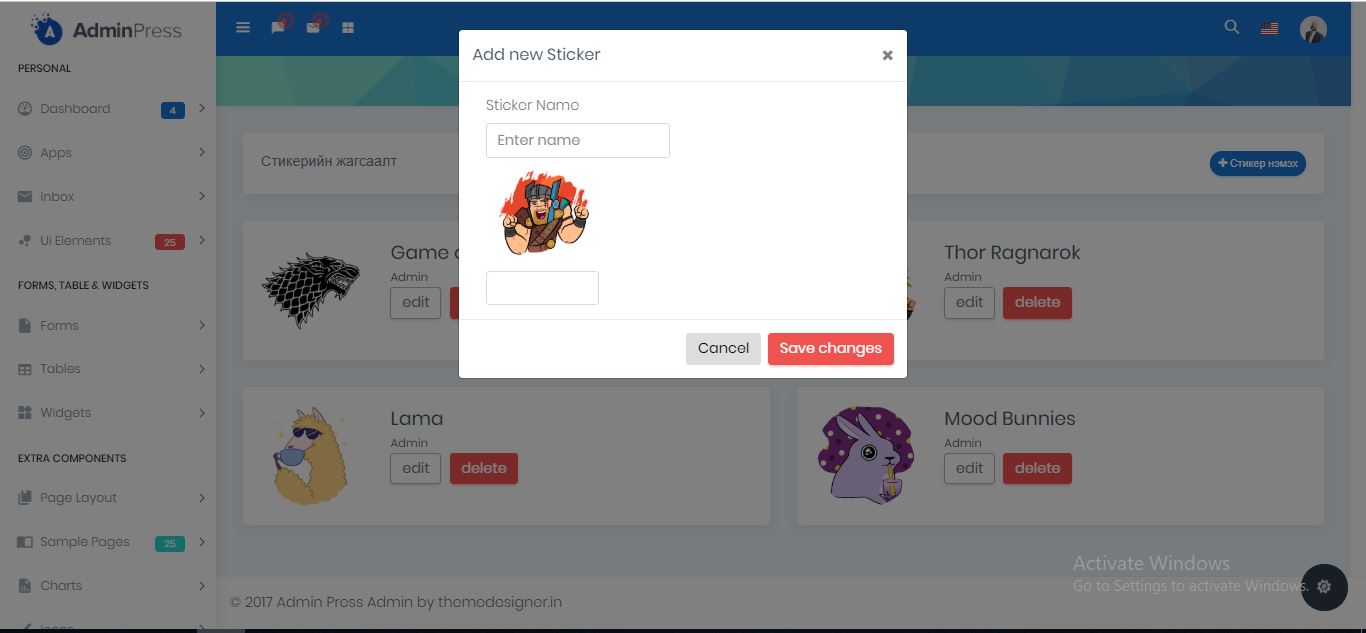 AdminPress
PERSONAL
Dashboard 4
Apps
Inbox
Ui Elements 25
FORMS, TABLE & WIDGETS
Forms
Tables
Widgets
EXTRA COMPONENTS
Page Layout
Sample Pages 25
Charts
Icons
Add new Sticker ×
Sticker Name
Enter name
Cancel Save changes
Стикерийн жагсаалт
+ Стикер нэмэх
Game
Admin
edit
Thor Ragnarok
Admin
edit delete
Lama
Admin
edit delete
Mood Bunnies
Admin
edit delete
Activate Windows
Go to Settings to activate Windows.
© 2017 Admin Press Admin by themedesigner.in